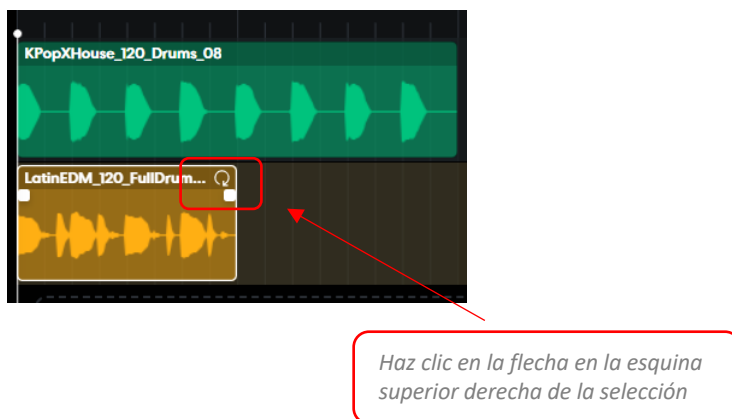 KPopXHouse_120_Drums_08
LatinEDM_120_FullDrum...
Haz clic en la flecha en la esquina
superior derecha de la selección